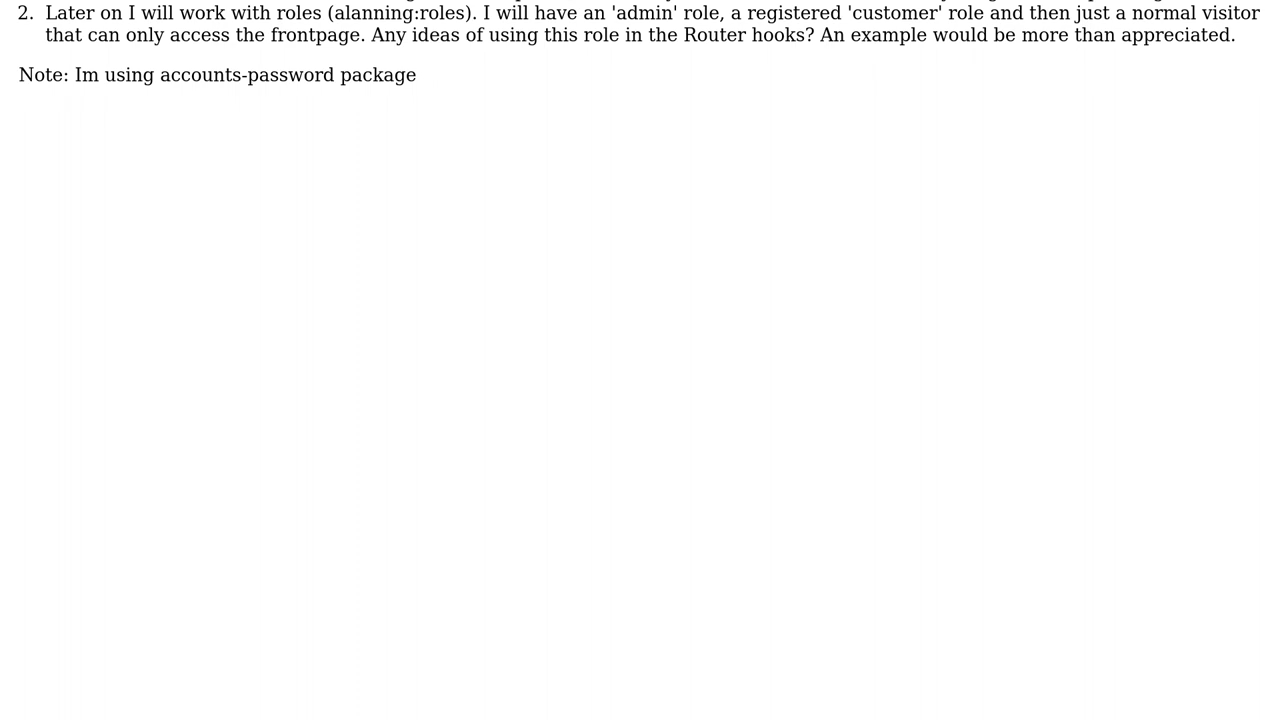 2. Later on I will work with roles (alanning:roles). I will have an 'admin' role, a registered 'customer' role and then just a normal visitor
that can only access the frontpage. Any ideas of using this role in the Router hooks? An example would be more than appreciated.
Note: Im using accounts-password package